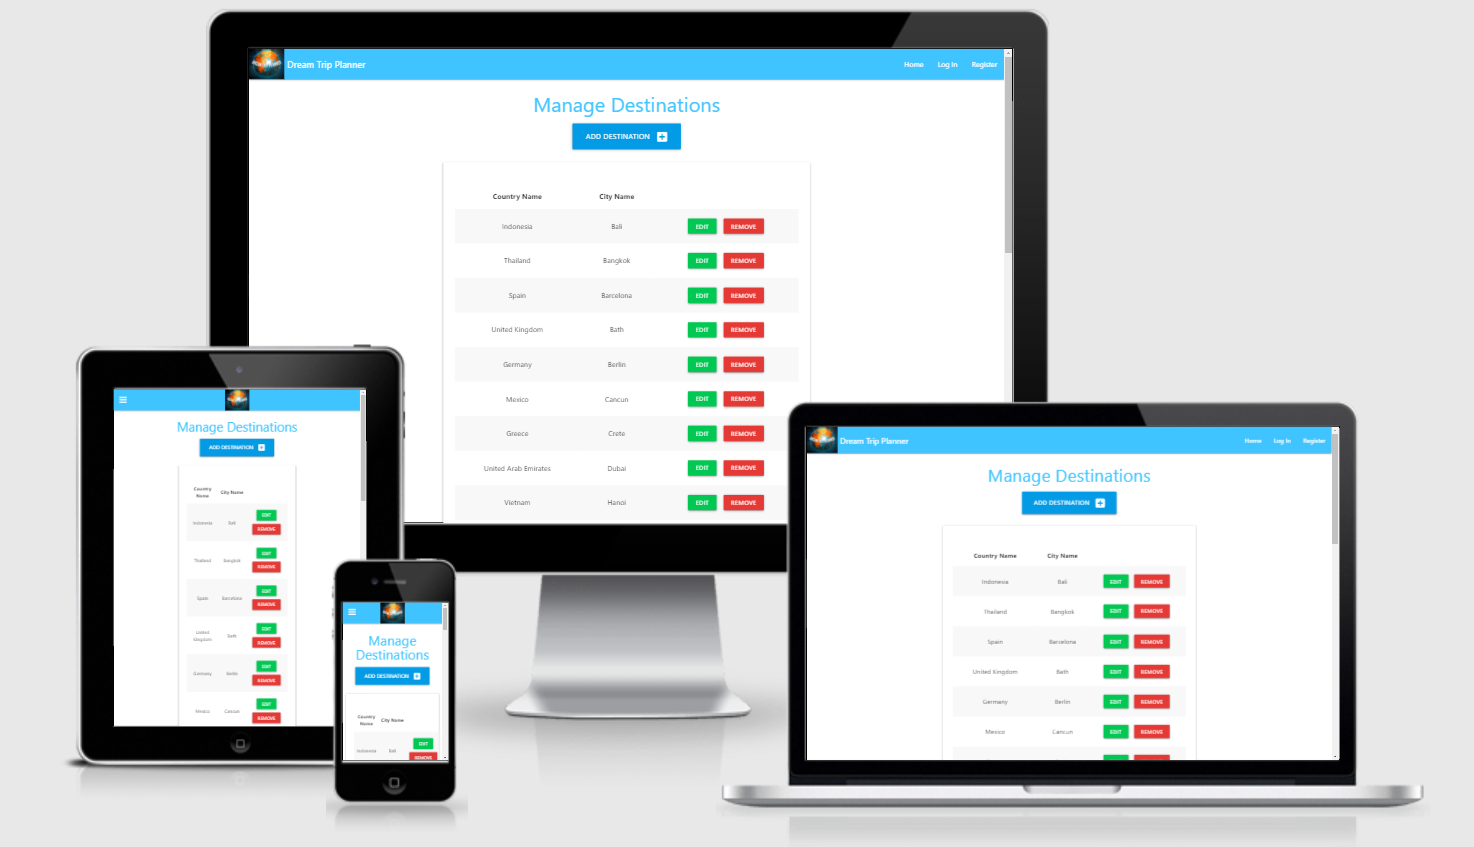 Dream Trip Planner
Home Log In Register
Manage Destinations
ADD DESTINATION
Country Name City Name
Indonesia Bali EDIT REMOVE
Thailand Bangkok EDIT REMOVE
Spain Barcelona EDIT REMOVE
United Kingdom Bath EDIT REMOVE
Germany Berlin EDIT REMOVE
Mexico Cancun EDIT REMOVE
Greece Crete EDIT REMOVE
United Arab Emirates Dubai EDIT REMOVE
Vietnam Hanoi EDIT REMOVE
Manage Destinations
ADD DESTINATION
Country
Name
City Name
Indonesia Bali EDIT
REMOVE
Thailand Bangkok EDIT
REMOVE
Spain Barcelona EDIT
REMOVE
United
Kingdom
Bath EDIT
REMOVE
Germany Berlin EDIT
REMOVE
Mexico Cancun EDIT
REMOVE
Manage
Destinations
ADD DESTINATION
Country
Name
City Name
Indonesia Bali EDIT
REMOVE
Dream Trip Planner
Home Log In Register
Manage Destinations
ADD DESTINATION
Country Name City Name
Indonesia Bali EDIT REMOVE
Thailand Bangkok EDIT REMOVE
Spain Barcelona EDIT REMOVE
United Kingdom Bath EDIT REMOVE
Germany Berlin EDIT REMOVE
Mexico Cancun EDIT REMOVE